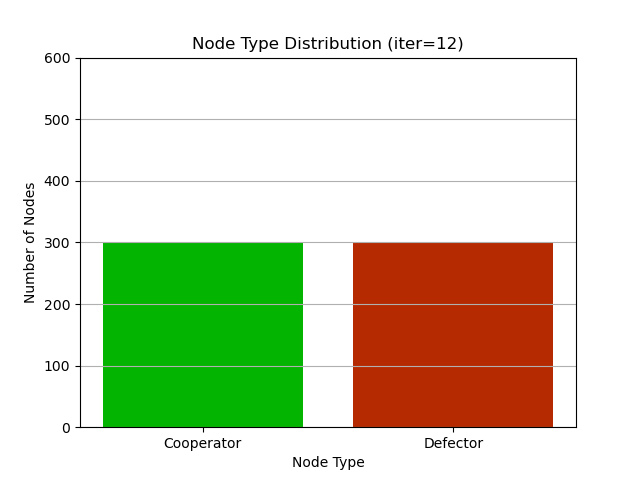 Node Type Distribution (iter=12)
600
500
400
300
200
100
0
Number of Nodes
Cooperator Defector
Node Type